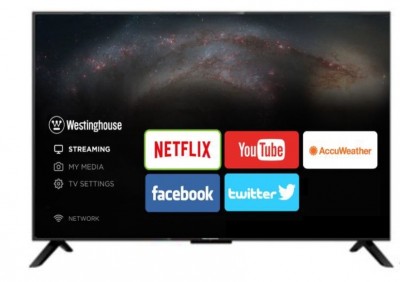 Westinghouse
STREAMING
MY MEDIA
TV SETTINGS
NETWORK
NETFLIX
YouTube
AccuWeather
facebook
twitter